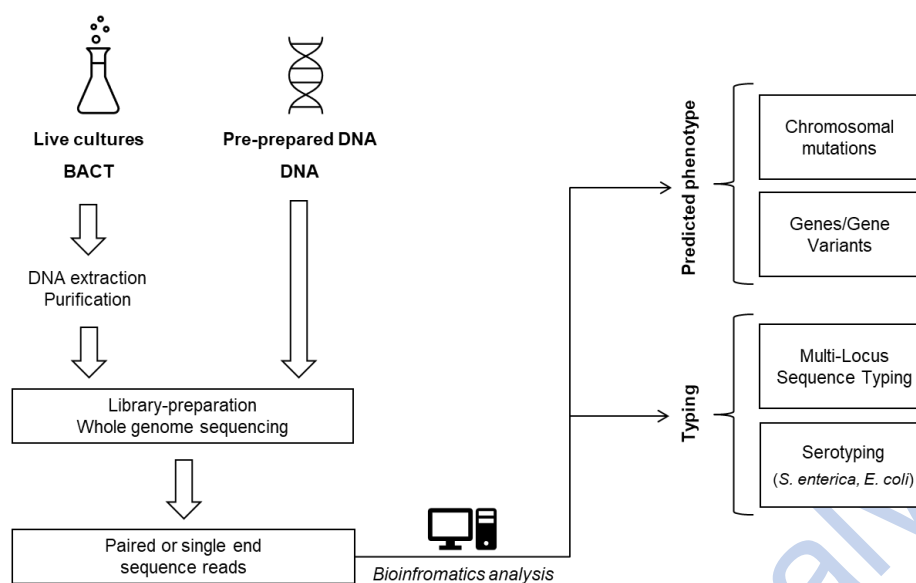 Live cultures
BACT
Pre-prepared DNA
DNA
DNA extraction
Purification
Library-preparation
Whole genome sequencing
Paired or single end
sequence reads
Bioinfromatics analysis
Predicted phenotype
Chromosomal
mutations
Genes/Gene
Variants
Typing
Multi-Locus
Sequence Typing
Serotyping
(S. enterica, E. coli)